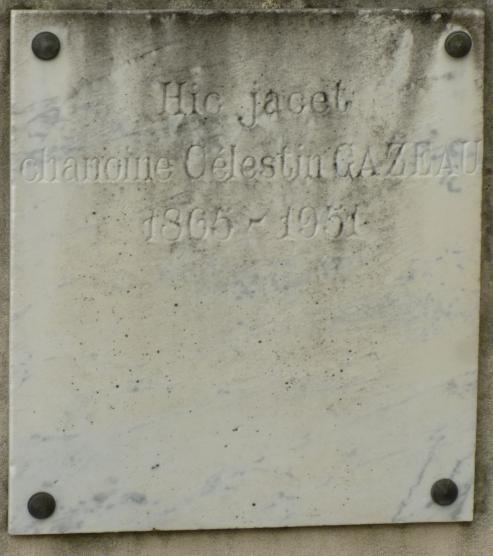 Hic jacet
chanoine Célestin GAZEAU
1865 - 1951